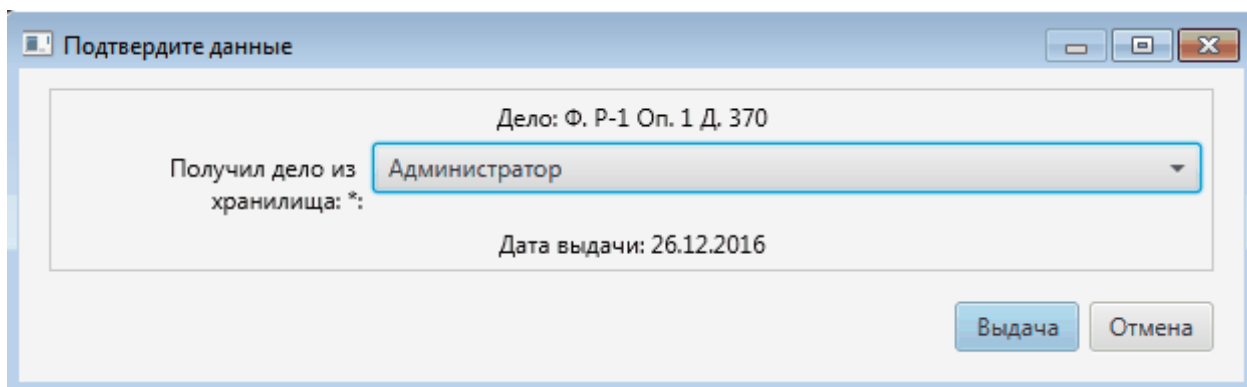 Подтвердите данные
Дело: Ф. Р-1 Оп. 1 Д. 370
Получил дело из
хранилища: *:
Администратор
Дата выдачи: 26.12.2016
Выдача
Отмена